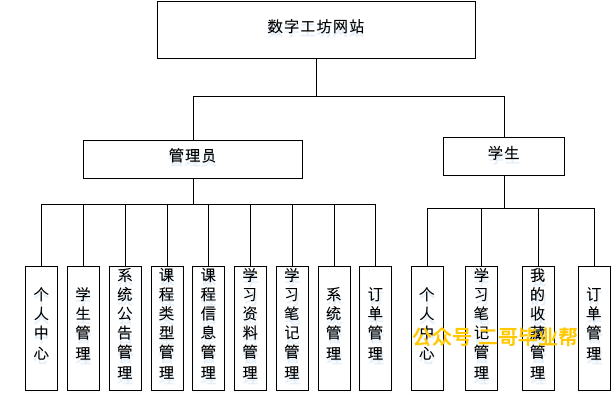 数字工坊网站
管理员
学生
个人中心
学生管理
系统公告管理
课程类型管理
课程信息管理
学习资料管理
学习笔记管理
系统管理
订单管理
个人中心
学习笔记管理
我的收藏管理
订单管理
公众号 二哥毕业帮